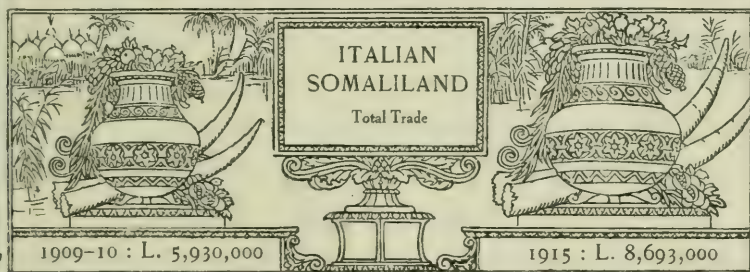 ITALIAN
SOMALILAND
Total Trade
1909-10 : L. 5,930,000
1915 : L. 8,693,000